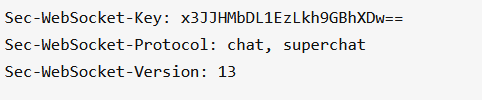 Sec-WebSocket-Key: x3JJHMbDL1EzLkh9GBhXDw==
Sec-WebSocket-Protocol: chat, superchat
Sec-WebSocket-Version: 13